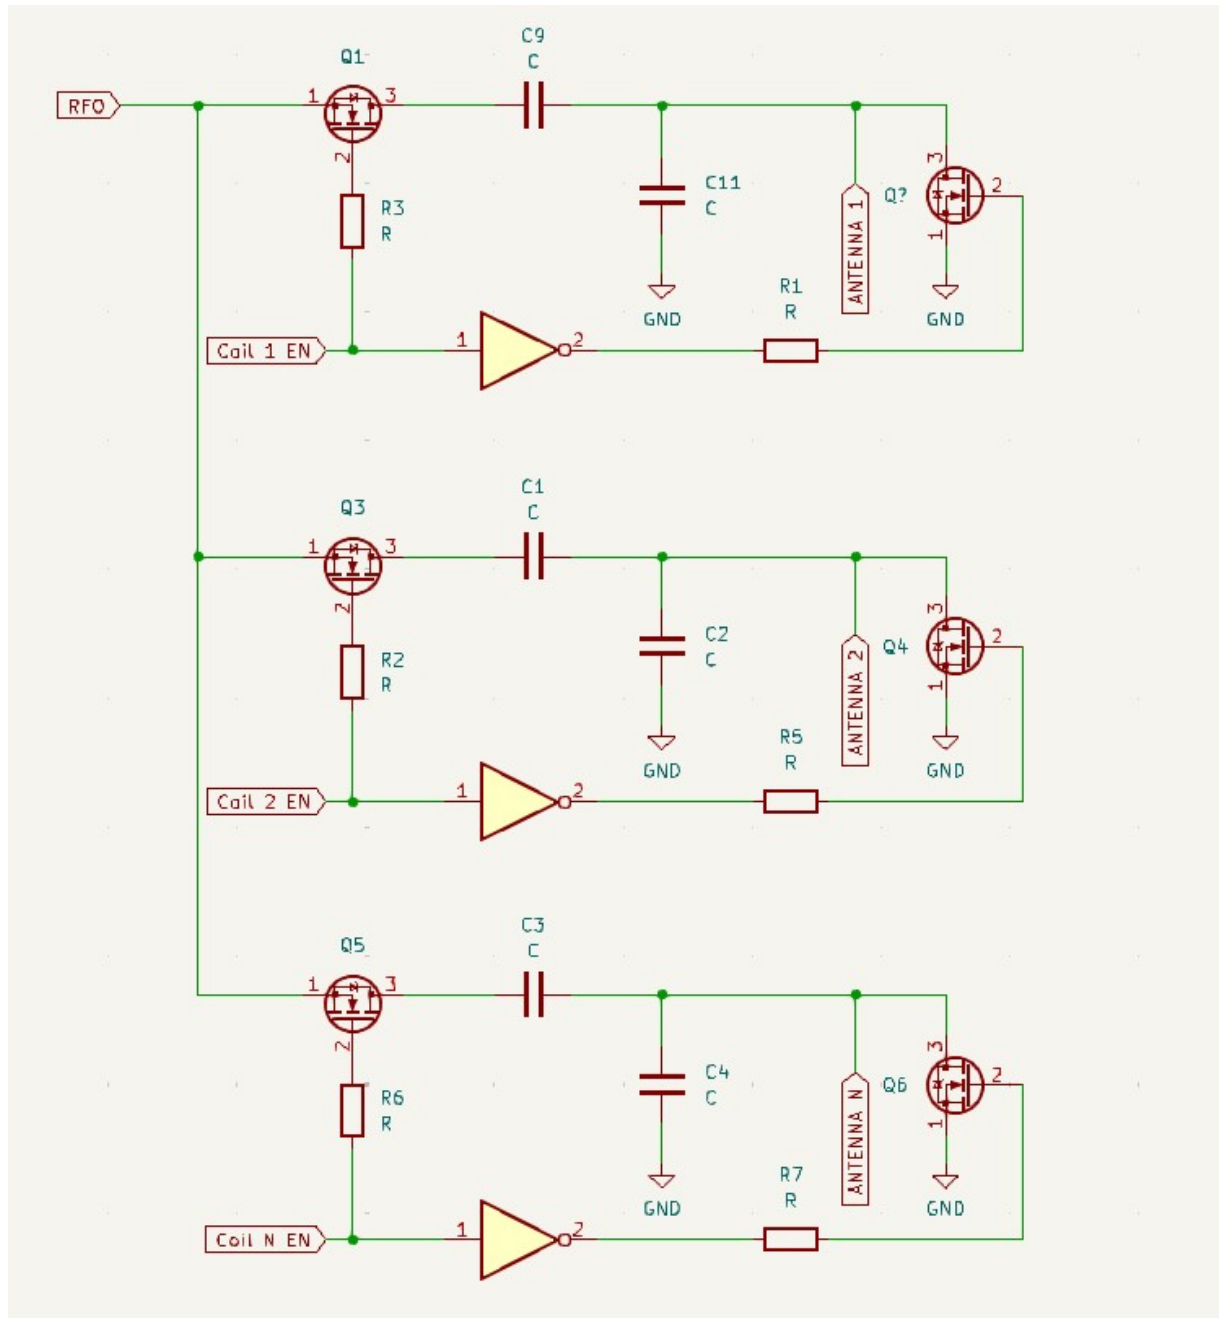 C9
C
Q1
RFO
1
3
2
C11
C
R3
R
ANTENNA 1
Q?
3
2
1
GND
GND
R1
R
Coil 1 EN
1
2
C1
C
Q3
1
3
2
C2
C
R2
R
ANTENNA 2
Q4
3
2
1
GND
GND
R5
R
Coil 2 EN
1
2
C3
C
Q5
1
3
2
C4
C
R6
R
ANTENNA N
Q6
3
2
1
GND
GND
R7
R
Coil N EN
1
2